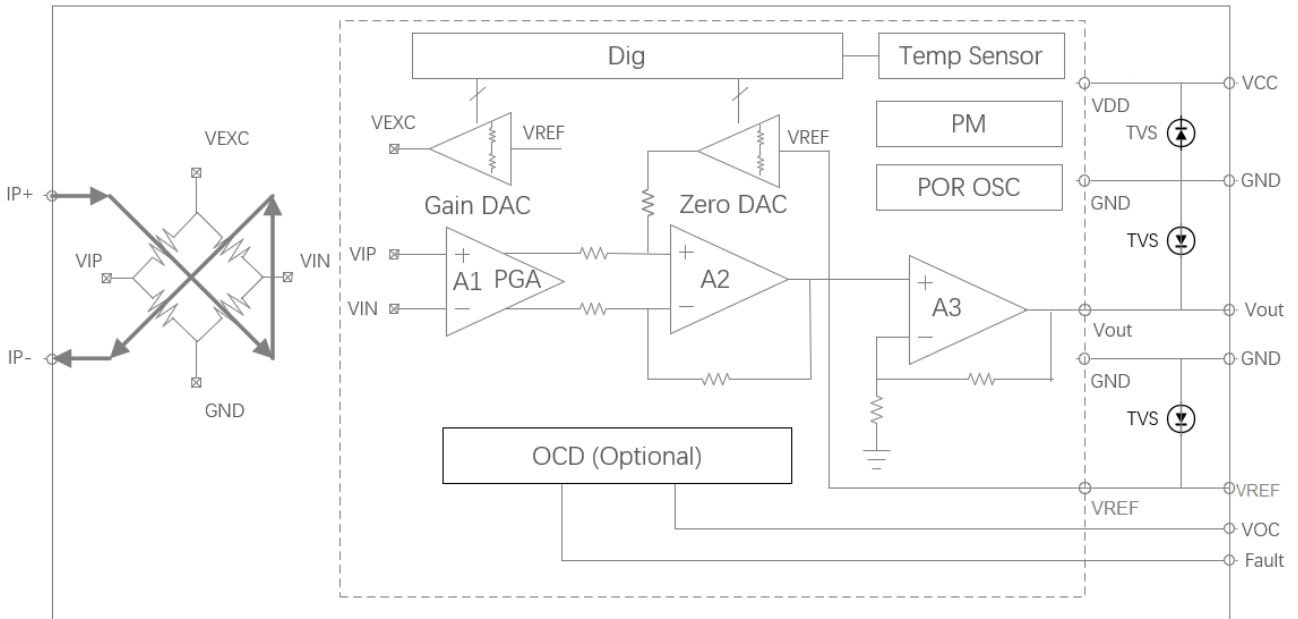 Dig
Temp Sensor
VCC
VDD
VEXC
VREF
VREF
PM
TVS
VEXC
IP+
Gain DAC
Zero DAC
POR OSC
GND
GND
VIP
VIN
VIP
+
A1
PGA
−
VIN
+
A2
−
TVS
+
A3
−
Vout
Vout
IP-
GND
GND
GND
TVS
OCD (Optional)
VREF
VREF
VOC
Fault